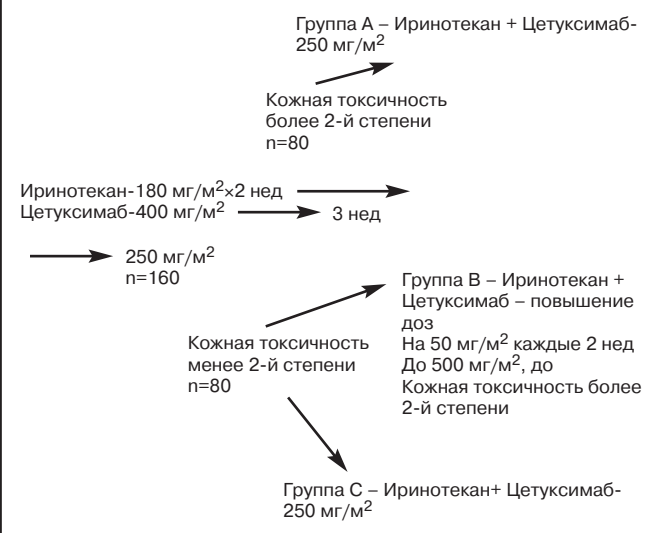 Группа А – Иринотекан + Цетуксимаб-
250 мг/м²
Кожная токсичность
более 2-й степени
n=80
Иринотекан-180 мг/м²×2 нед
Цетуксимаб-400 мг/м² 3 нед
250 мг/м²
n=160
Группа В – Иринотекан +
Цетуксимаб – повышение
доз
На 50 мг/м² каждые 2 нед
До 500 мг/м², до
Кожная токсичность более
2-й степени
Кожная токсичность
менее 2-й степени
n=80
Группа С – Иринотекан+ Цетуксимаб-
250 мг/м²